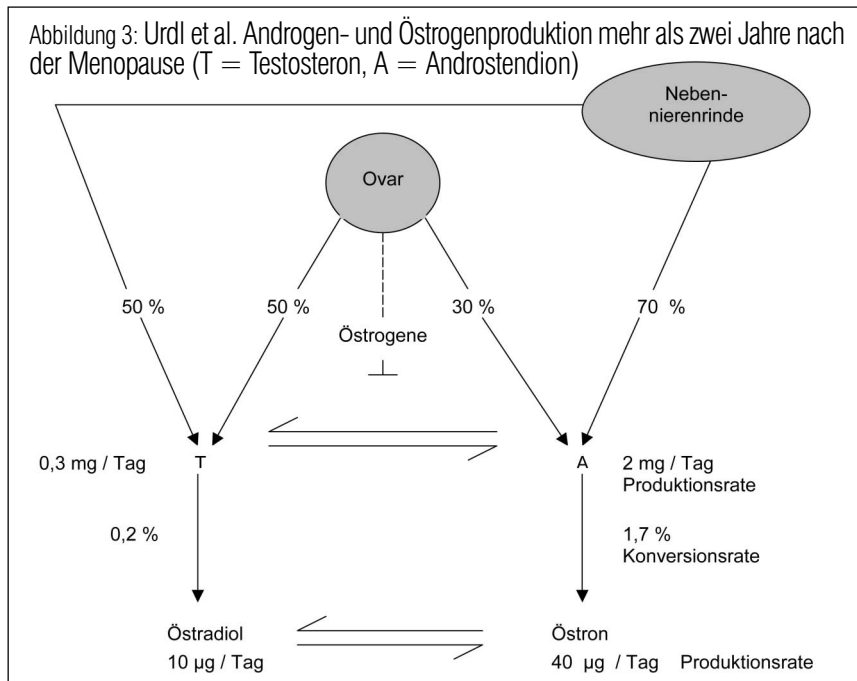 Abbildung 3: Urdl et al. Androgen- und Östrogenproduktion mehr als zwei Jahre nach
der Menopause (T = Testosteron, A = Androstendion)
Neben-
nierenrinde
Ovar
50 %
50 %
30 %
70 %
Östrogene
0,3 mg / Tag
T
A
2 mg / Tag
Produktionsrate
0,2 %
1,7 %
Konversionsrate
Östradiol
10 µg / Tag
Östron
40 µg / Tag Produktionsrate